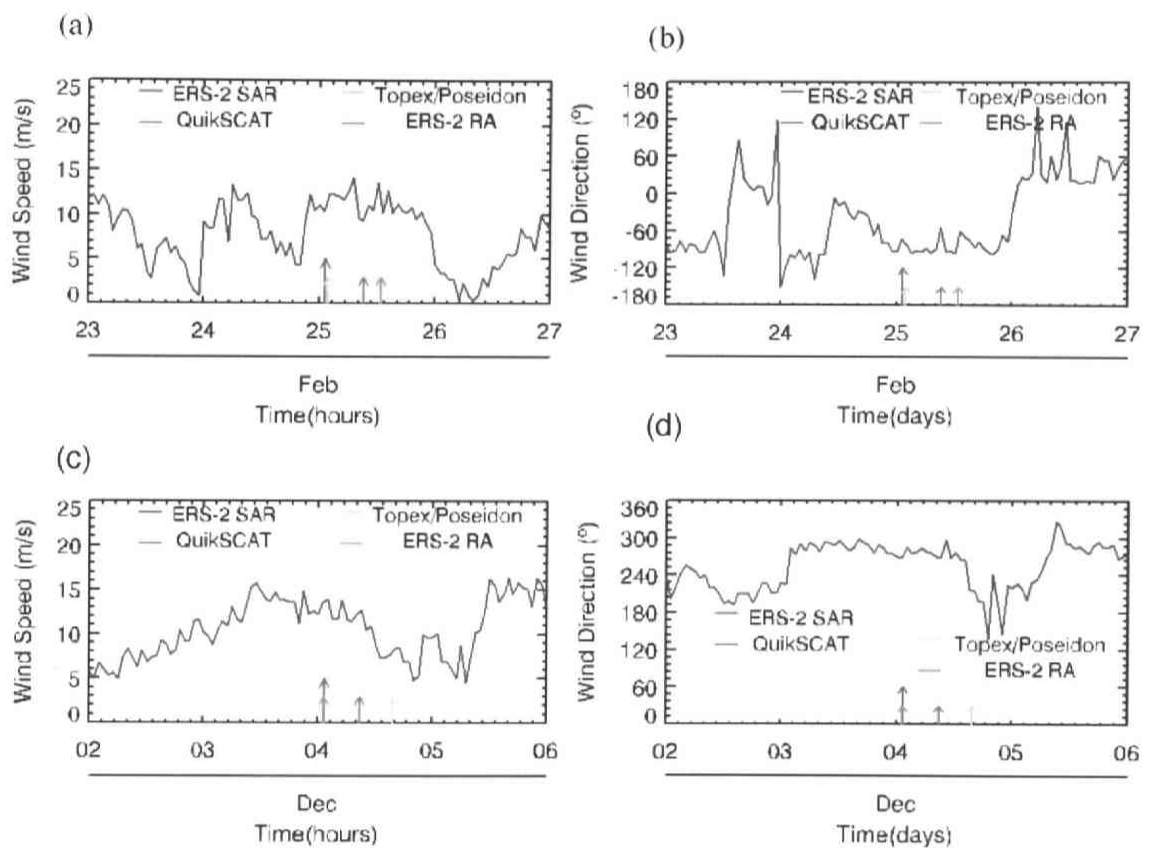 (a)
25
20
15
10
5
0
Wind Speed (m/s)
ERS-2 SAR
Topex/Poseidon
QuikSCAT
ERS-2 RA
23 24 25 26 27
Feb
Time(hours)
(b)
180
120
60
0
-60
-120
-180
Wind Direction (º)
ERS-2 SAR
Topex/Poseidon
QuikSCAT
ERS-2 RA
23 24 25 26 27
Feb
Time(days)
(c)
25
20
15
10
5
0
Wind Speed (m/s)
ERS-2 SAR
Topex/Poseidon
QuikSCAT
ERS-2 RA
02 03 04 05 06
Dec
Time(hours)
(d)
360
300
240
180
120
60
0
Wind Direction (º)
ERS-2 SAR
QuikSCAT
Topex/Poseidon
ERS-2 RA
02 03 04 05 06
Dec
Time(days)